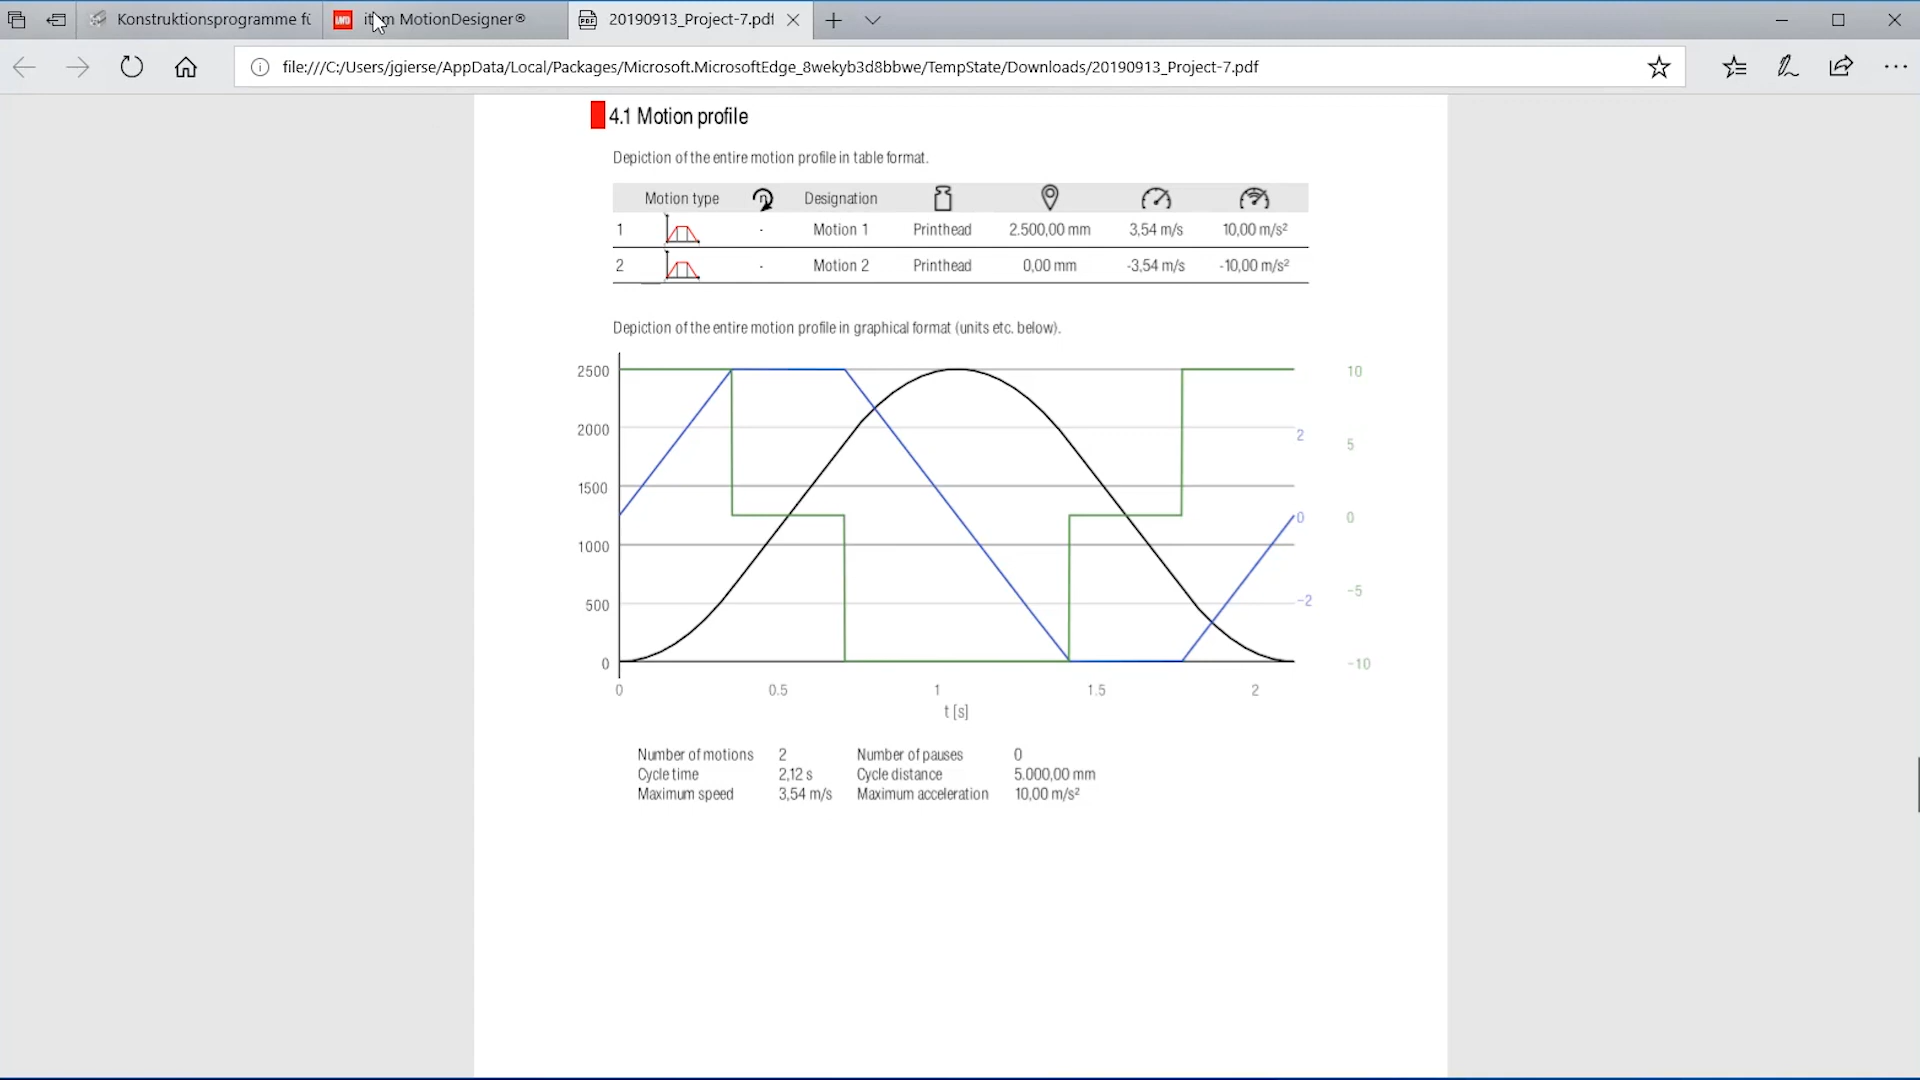 Konstruktionsprogramme fü
item MotionDesigner®
20190913_Project-7.pdf
file:///C:/Users/jgierse/AppData/Local/Packages/Microsoft.MicrosoftEdge_8wekyb3d8bbwe/TempState/Downloads/20190913_Project-7.pdf
4.1 Motion profile
Depiction of the entire motion profile in table format.
Motion type n Designation
1 - Motion 1 Printhead 2.500,00 mm 3,54 m/s 10,00 m/s²
2 - Motion 2 Printhead 0,00 mm -3,54 m/s -10,00 m/s²
Depiction of the entire motion profile in graphical format (units etc. below).
2500 10
2000 2 5
1500
0 0
1000
500 -2 -5
0 -10
0 0.5 1 1.5 2
t [s]
Number of motions 2 Number of pauses 0
Cycle time 2,12 s Cycle distance 5.000,00 mm
Maximum speed 3,54 m/s Maximum acceleration 10,00 m/s²